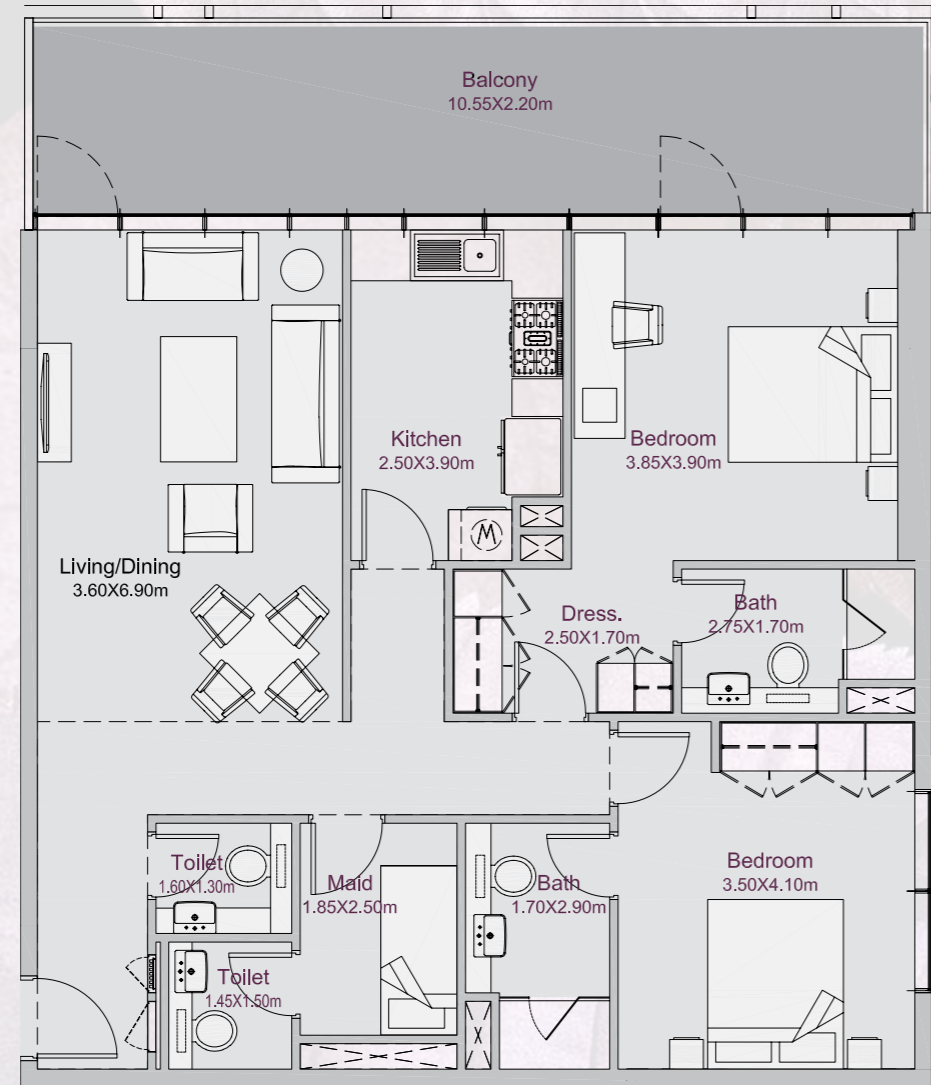 Balcony
10.55X2.20m
Kitchen
2.50X3.90m
Bedroom
3.85X3.90m
W
Living/Dining
3.60X6.90m
Dress.
2.50X1.70m
Bath
2.75X1.70m
Toilet
1.60X1.30m
Maid
1.85X2.50m
Bath
1.70X2.90m
Bedroom
3.50X4.10m
Toilet
1.45X1.50m